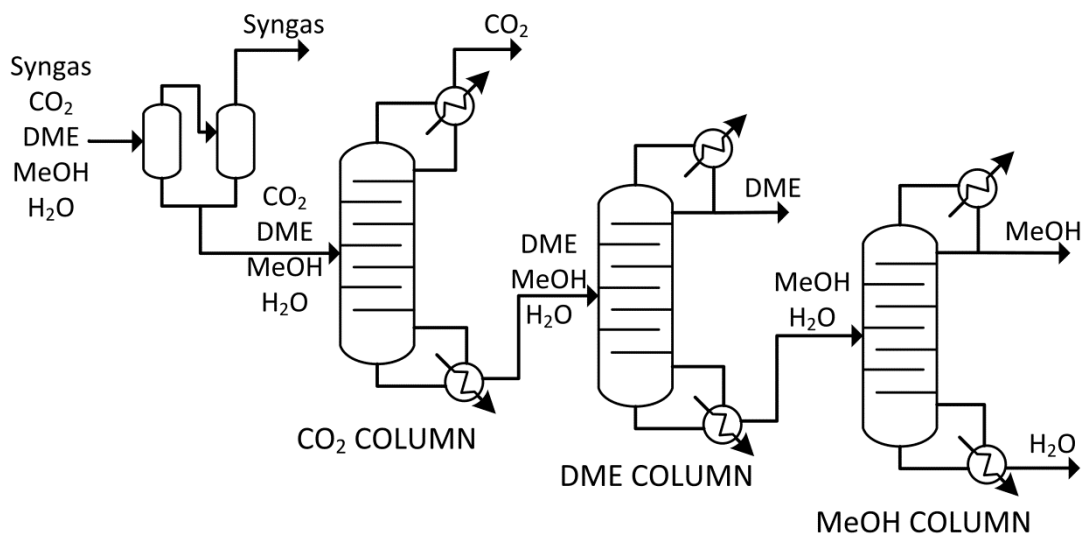 Syngas
CO₂
DME
MeOH
H₂O
Syngas
CO₂
DME
MeOH
H₂O
CO₂
CO₂ COLUMN
DME
MeOH
H₂O
DME
DME COLUMN
MeOH
H₂O
MeOH
H₂O
MeOH COLUMN